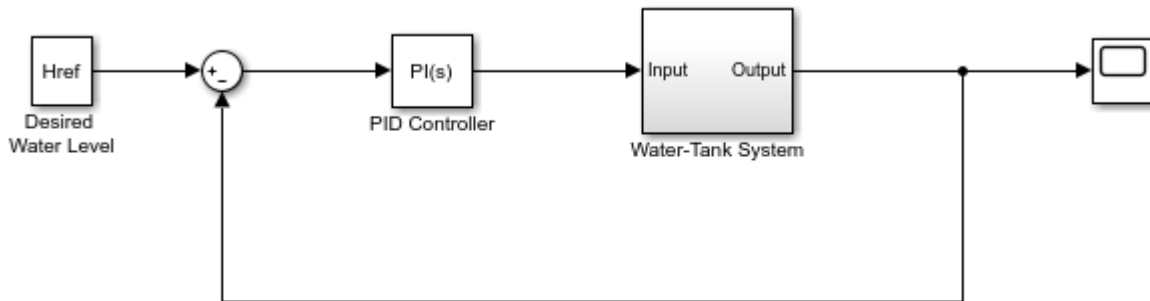 Href
Desired
Water Level
+
-
PI(s)
PID Controller
Input
Output
Water-Tank System